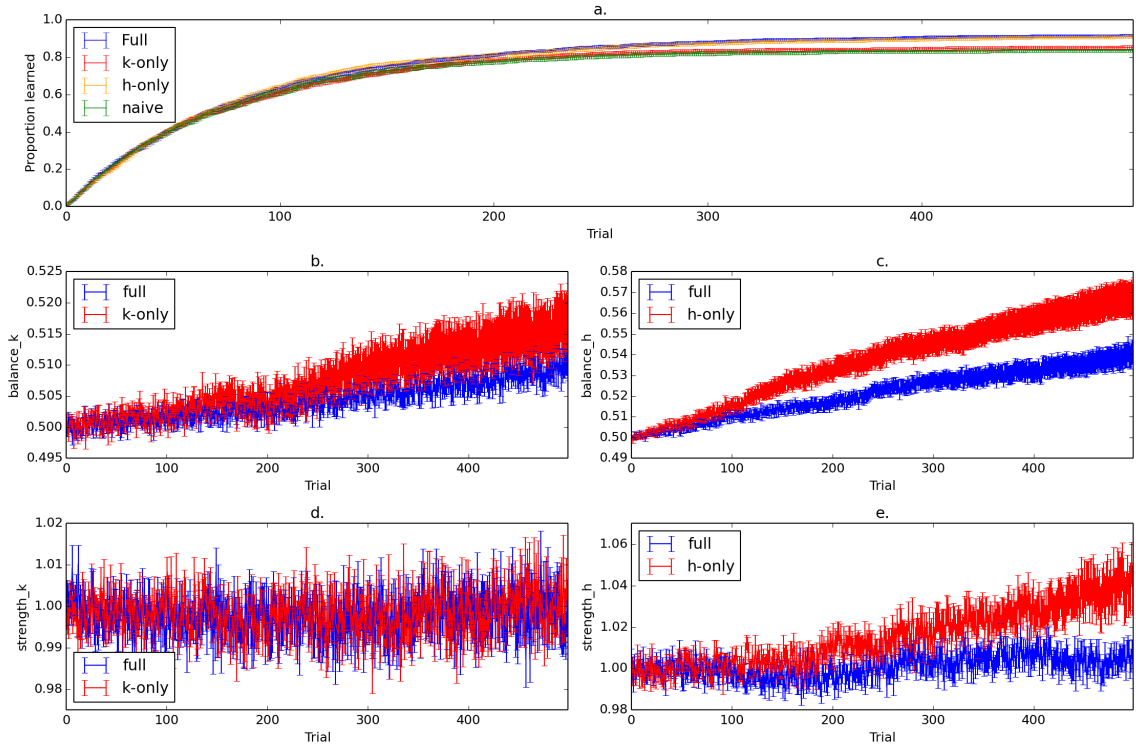 a.
1.0
0.8
0.6
0.4
0.2
0.0
Proportion learned
Full
k-only
h-only
naive
0 100 200 300 400
Trial
b.
0.525
0.520
0.515
0.510
0.505
0.500
0.495
balance_k
full
k-only
0 100 200 300 400
Trial
c.
0.58
0.57
0.56
0.55
0.54
0.53
0.52
0.51
0.50
0.49
balance_h
full
h-only
0 100 200 300 400
Trial
d.
1.02
1.01
1.00
0.99
0.98
strength_k
full
k-only
0 100 200 300 400
Trial
e.
1.06
1.04
1.02
1.00
0.98
strength_h
full
h-only
0 100 200 300 400
Trial